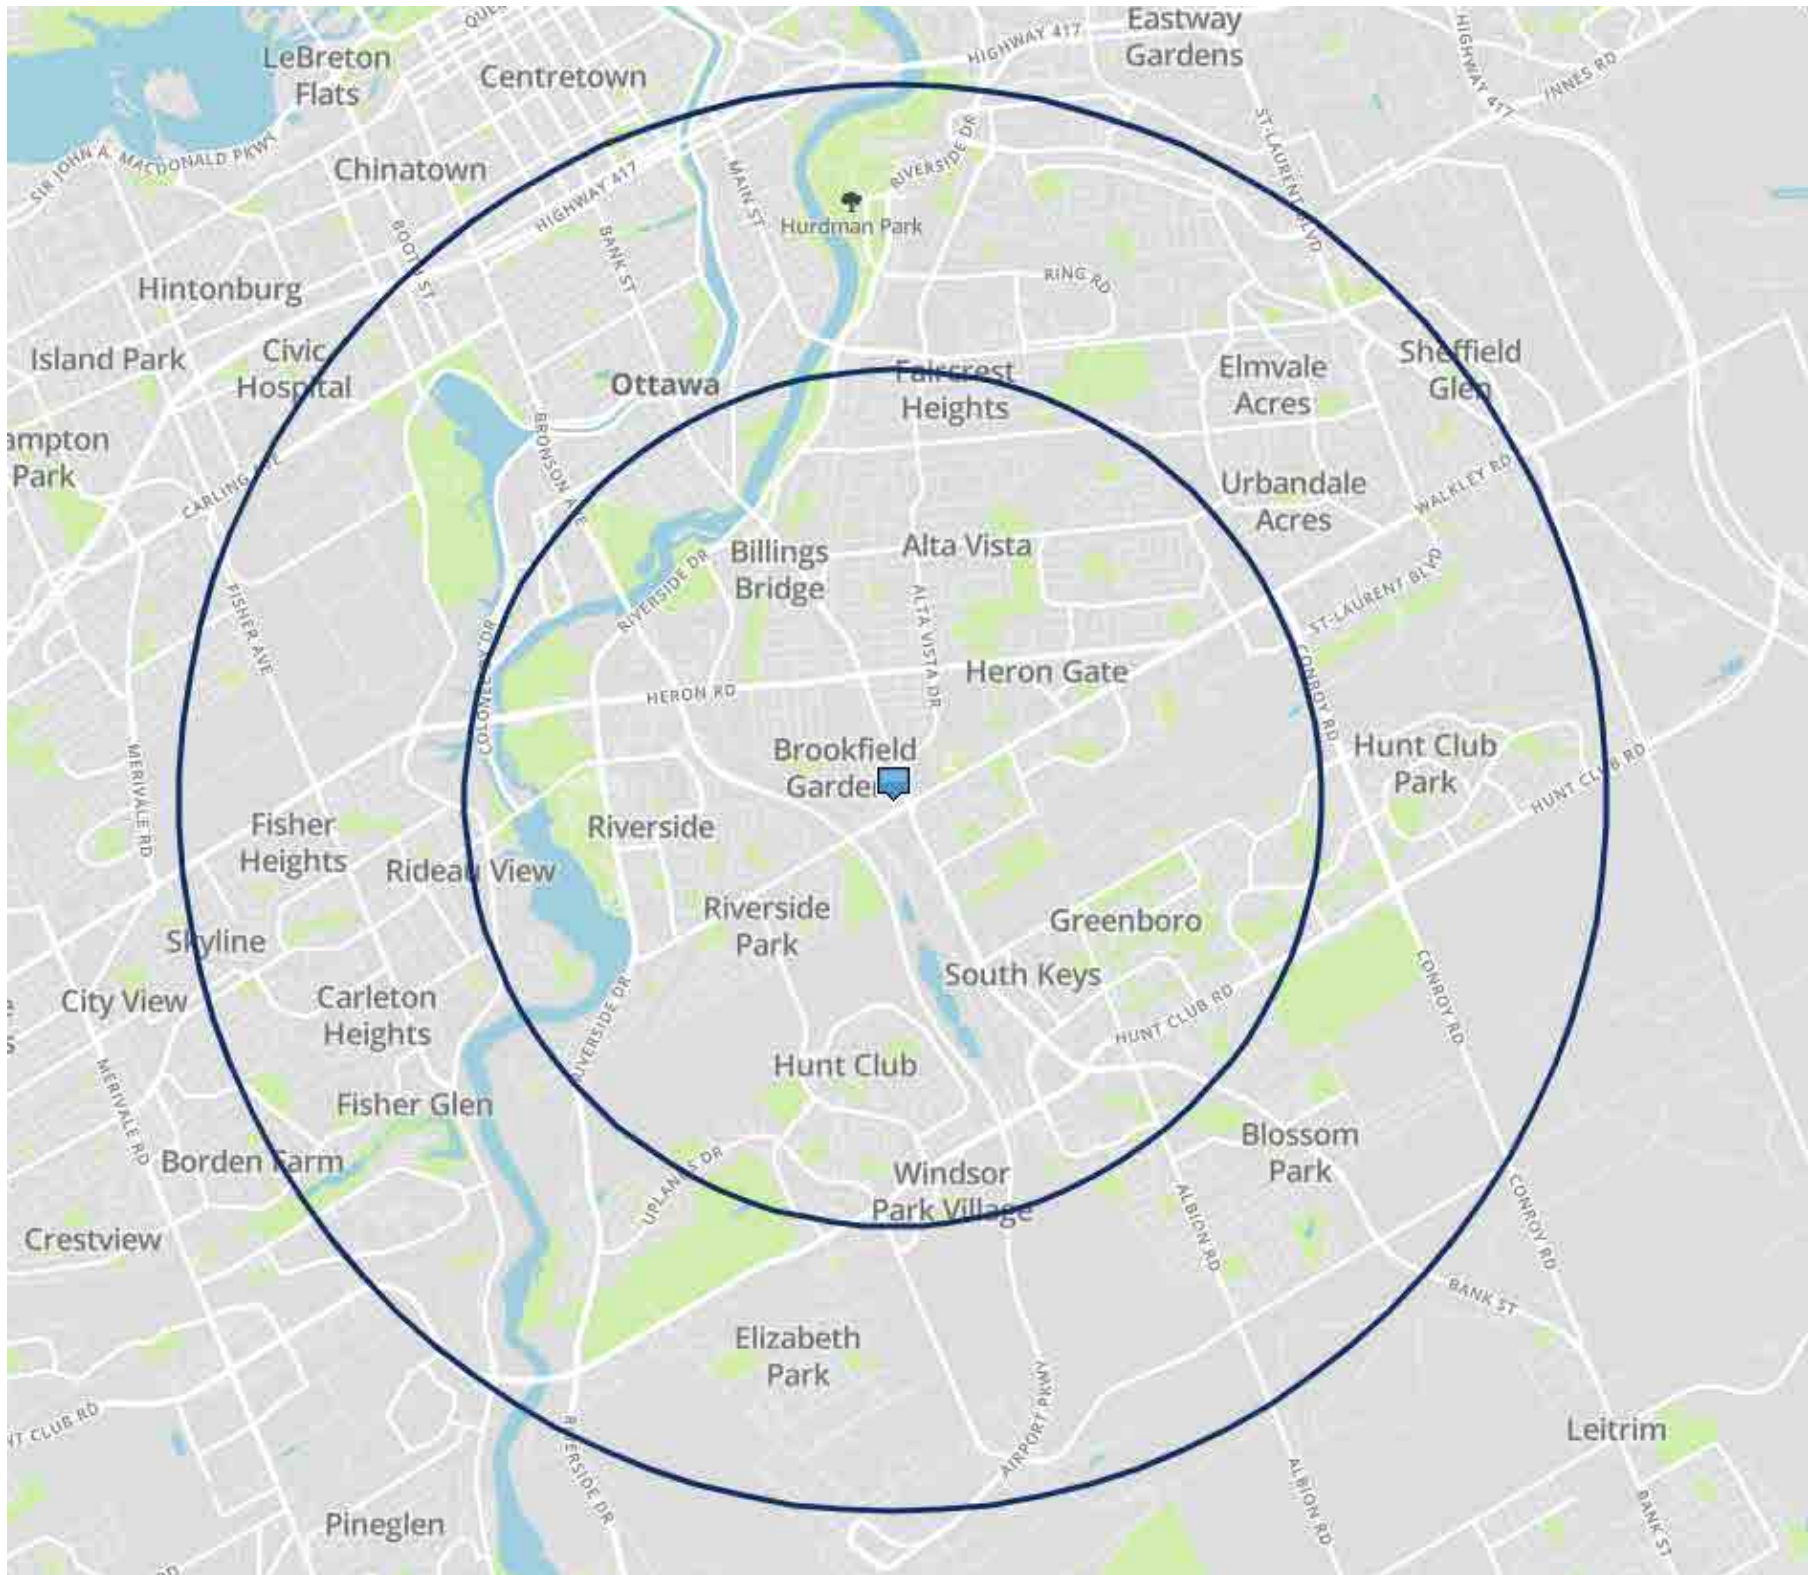 QUE
Eastway
Gardens
LeBreton
Flats
Centretown
HIGHWAY 417
HIGHWAY 417
INNES RD
SIR JOHN A. MACDONALD PKWY
Chinatown
HIGHWAY 417
MAIN ST
RIVERSIDE DR
ST-LAURENT BLVD
Hurdman Park
BOOTH ST
BANK ST
RING RD
Hintonburg
Island Park
Civic
Hospital
Ottawa
Faircrest
Heights
Elmvale
Acres
Sheffield
Glen
ampton
Park
CARLING AVE
BRONSON AVE
Urbandale
Acres
WALKLEY RD
Billings
Bridge
Alta Vista
RIVERSIDE DR
FISHER AVE
ALTA VISTA DR
ST-LAURENT BLVD
COLONEL BY DR
HERON RD
Heron Gate
CONROY RD
MERIVALE RD
Brookfield
Garde
Hunt Club
Park
HUNT CLUB RD
Fisher
Heights
Riverside
Rideau View
Riverside
Park
Greenboro
Skyline
South Keys
City View
Carleton
Heights
RIVERSIDE DR
HUNT CLUB RD
CONROY RD
Hunt Club
MERIVALE RD
Fisher Glen
Borden Farm
UPLANDS DR
Windsor
Park Village
Blossom
Park
ALBION RD
CONROY RD
Crestview
BANK ST
Elizabeth
Park
AIRPORT PKWY
NT CLUB RD
RIVERSIDE DR
Leitrim
ALBION RD
BANK ST
Pineglen
RD